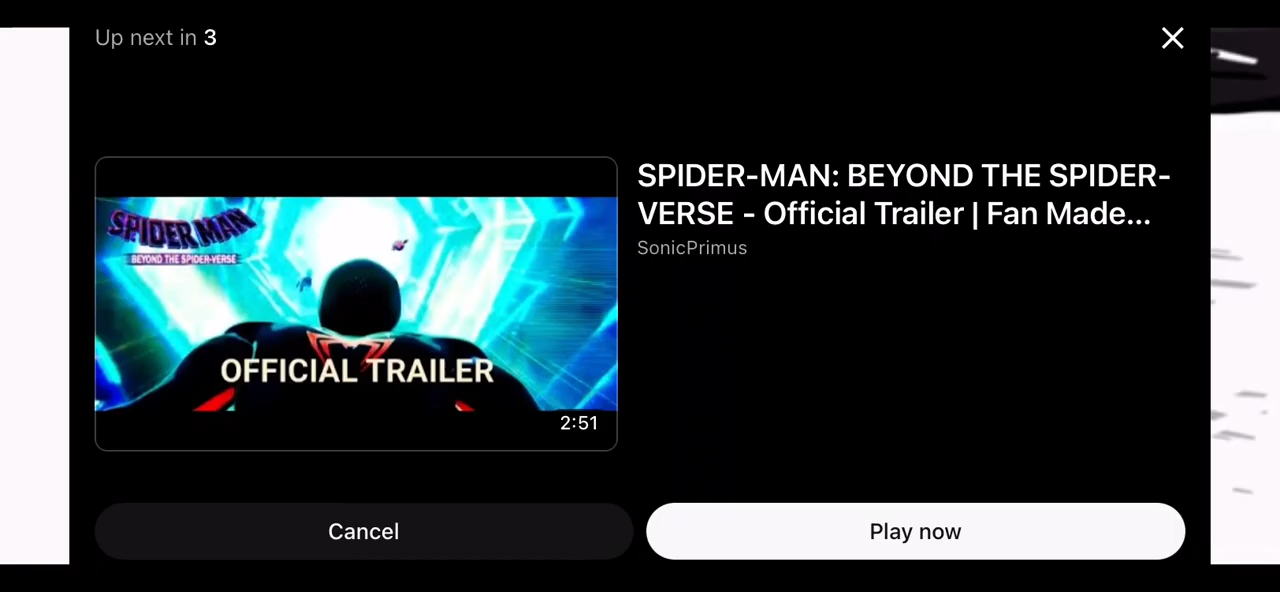 Up next in 3
SPIDER-MAN
BEYOND THE SPIDER-VERSE
OFFICIAL TRAILER
2:51
SPIDER-MAN: BEYOND THE SPIDER-
VERSE - Official Trailer | Fan Made...
SonicPrimus
Cancel
Play now